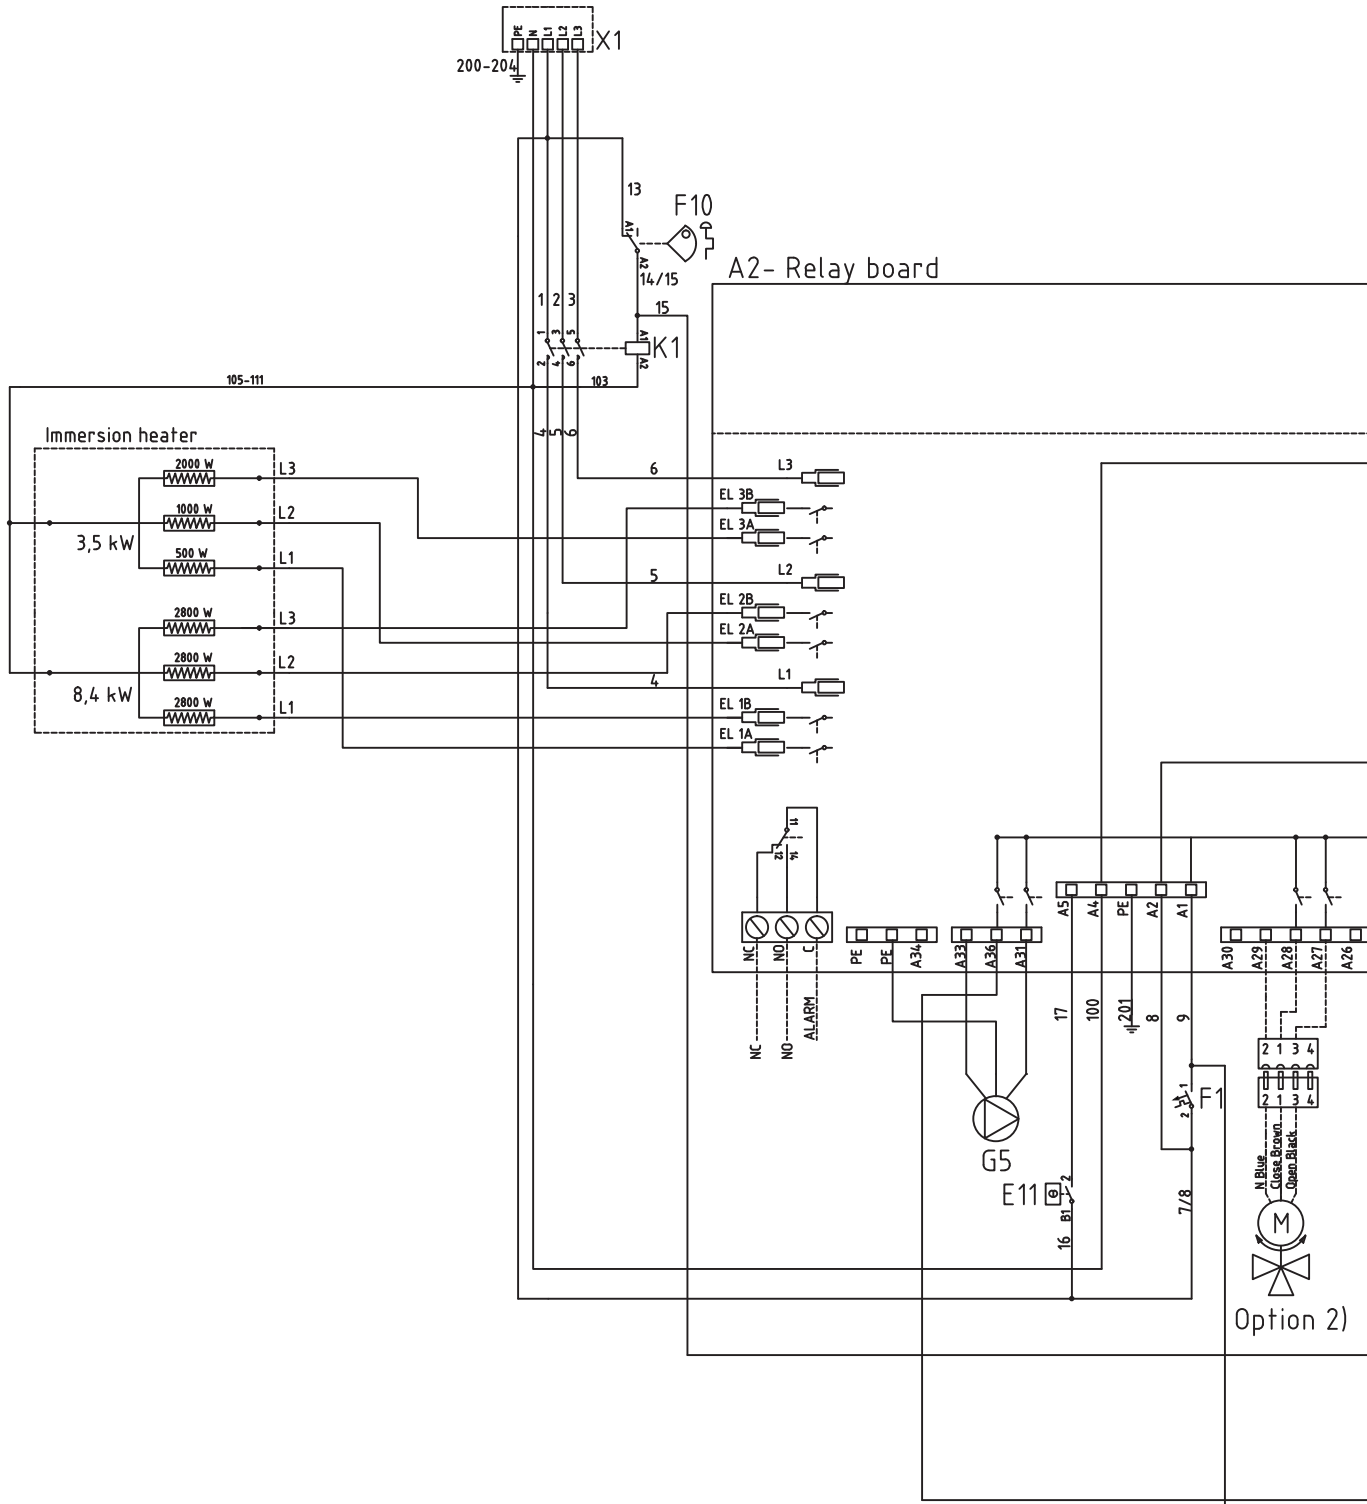 PE N L1 L2 L3
X1
200-204
13
F10
A1
A2
14/15
A2- Relay board
1 2 3
15
1 3 5
A1
K1
2 4 6
A2
105-111
103
4 5 6
Immersion heater
2000 W
L3
1000 W
L2
3,5 kW
500 W
L1
2800 W
L3
2800 W
L2
8,4 kW
2800 W
L1
6
L3
EL 3B
EL 3A
5
L2
EL 2B
EL 2A
4
L1
EL 1B
EL 1A
11
12 14
NC NO C
NC NO ALARM
PE PE A34
A33 A36 A31
A5 A4 PE A2 A1
A30 A29 A28 A27 A26
17 100 201 8 9
2 1 3 4
2 1 3 4
1
F1
2
G5
N Blue
Close Brown
Open Black
E11
2
B1
16
7/8
M
Option 2)